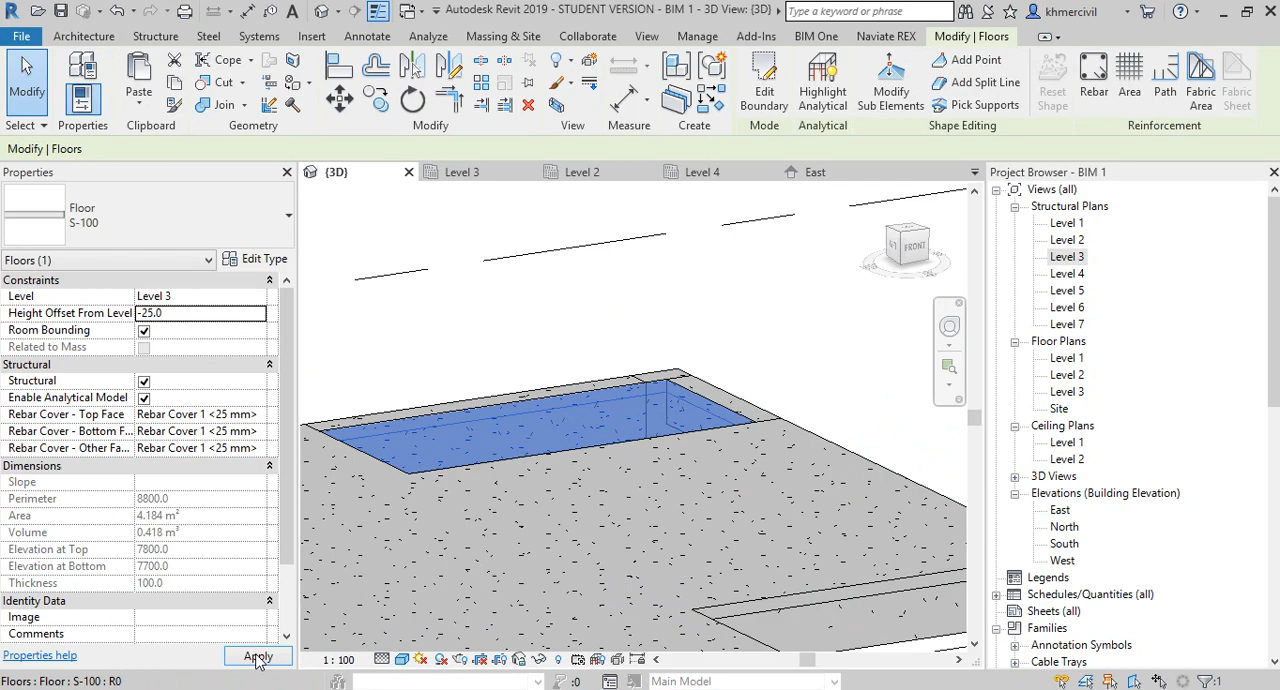 Autodesk Revit 2019 - STUDENT VERSION - BIM 1 - 3D View: {3D}
Type a keyword or phrase
khmercivil
File Architecture Structure Steel Systems Insert Annotate Analyze Massing & Site Collaborate View Manage Add-Ins BIM One Naviate REX Modify | Floors
Modify
Paste
Cope
Cut
Join
Edit Boundary
Highlight Analytical
Modify Sub Elements
Add Point
Add Split Line
Pick Supports
Reset Shape
Rebar
Area
Path
Fabric Area
Fabric Sheet
Select Properties Clipboard Geometry Modify View Measure Create Mode Analytical Shape Editing Reinforcement
Modify | Floors
Properties
Floor
S-100
Floors (1)
Edit Type
Constraints
Level Level 3
Height Offset From Level -25.0
Room Bounding
Related to Mass
Structural
Structural
Enable Analytical Model
Rebar Cover - Top Face Rebar Cover 1 <25 mm>
Rebar Cover - Bottom F... Rebar Cover 1 <25 mm>
Rebar Cover - Other Fa... Rebar Cover 1 <25 mm>
Dimensions
Slope
Perimeter 8800.0
Area 4.184 m²
Volume 0.418 m³
Elevation at Top 7800.0
Elevation at Bottom 7700.0
Thickness 100.0
Identity Data
Image
Comments
Properties help
Apply
{3D}
Level 3
Level 2
Level 4
East
FRONT
1 : 100
Project Browser - BIM 1
Views (all)
Structural Plans
Level 1
Level 2
Level 3
Level 4
Level 5
Level 6
Level 7
Floor Plans
Level 1
Level 2
Level 3
Site
Ceiling Plans
Level 1
Level 2
3D Views
Elevations (Building Elevation)
East
North
South
West
Legends
Schedules/Quantities (all)
Sheets (all)
Families
Annotation Symbols
Cable Trays
Floors : Floor : S-100 : R0
:0
Main Model
:1